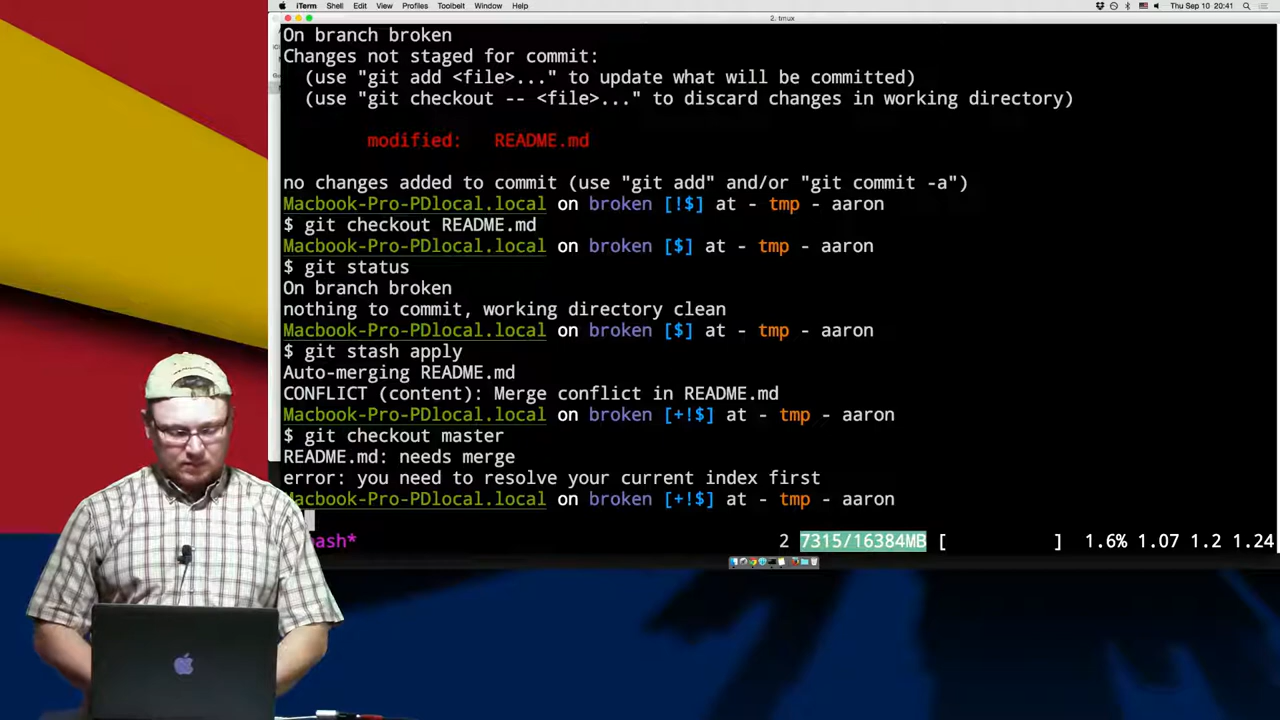 iTerm Shell Edit View Profiles Toolbelt Window Help
Thu Sep 10 20:41
2. tmux
On branch broken
Changes not staged for commit:
(use "git add <file>..." to update what will be committed)
(use "git checkout -- <file>..." to discard changes in working directory)
modified: README.md
no changes added to commit (use "git add" and/or "git commit -a")
Macbook-Pro-PDlocal.local on broken [!$] at - tmp - aaron
$ git checkout README.md
Macbook-Pro-PDlocal.local on broken [$] at - tmp - aaron
$ git status
On branch broken
nothing to commit, working directory clean
Macbook-Pro-PDlocal.local on broken [$] at - tmp - aaron
$ git stash apply
Auto-merging README.md
CONFLICT (content): Merge conflict in README.md
Macbook-Pro-PDlocal.local on broken [+!$] at - tmp - aaron
$ git checkout master
README.md: needs merge
error: you need to resolve your current index first
Macbook-Pro-PDlocal.local on broken [+!$] at - tmp - aaron
ash* 2 7315/16384MB [ ] 1.6% 1.07 1.2 1.24